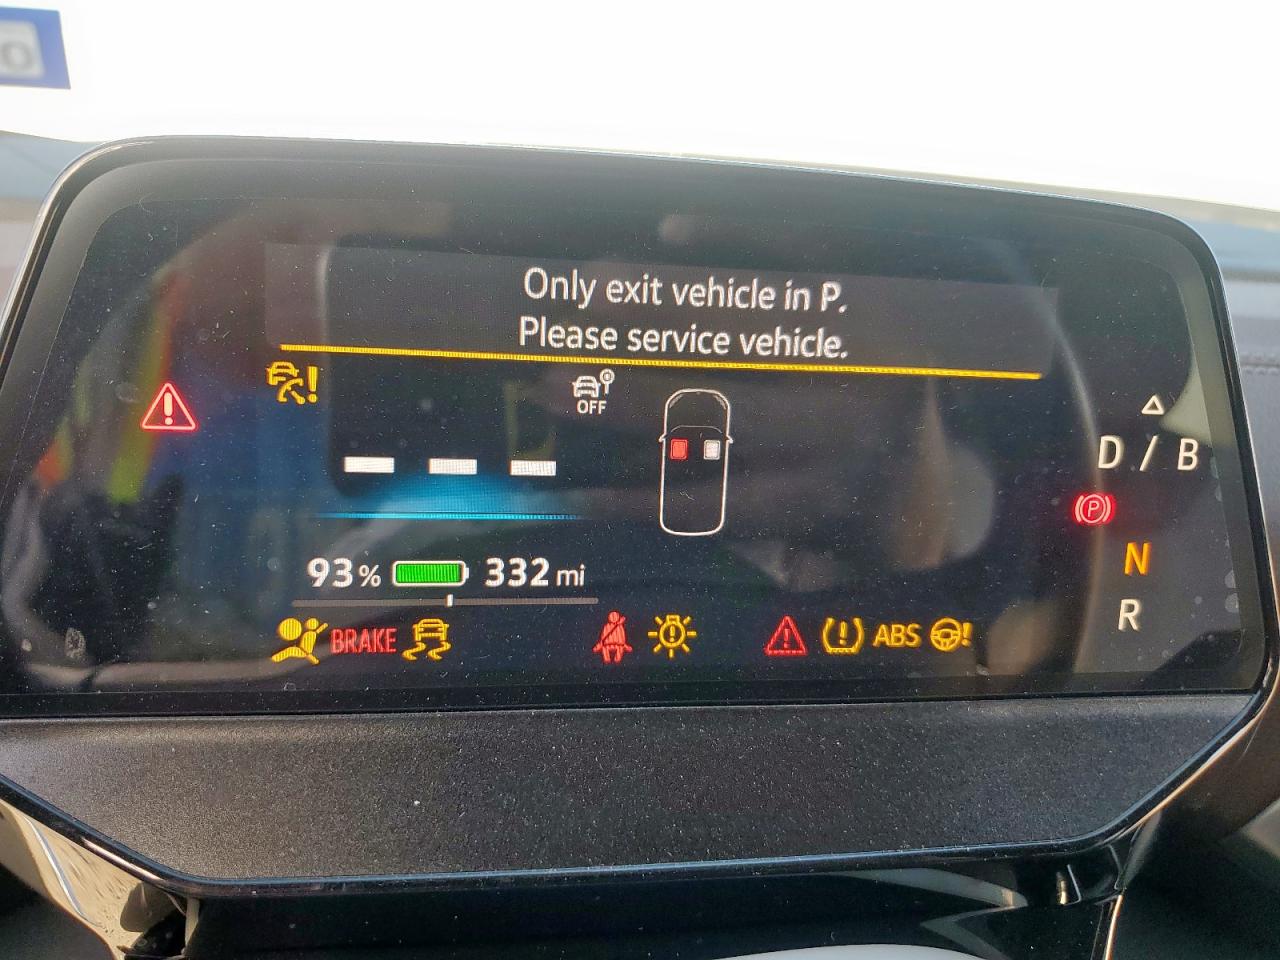 Only exit vehicle in P.
Please service vehicle.
OFF
D / B
P
N
R
93% 332 mi
BRAKE
ABS